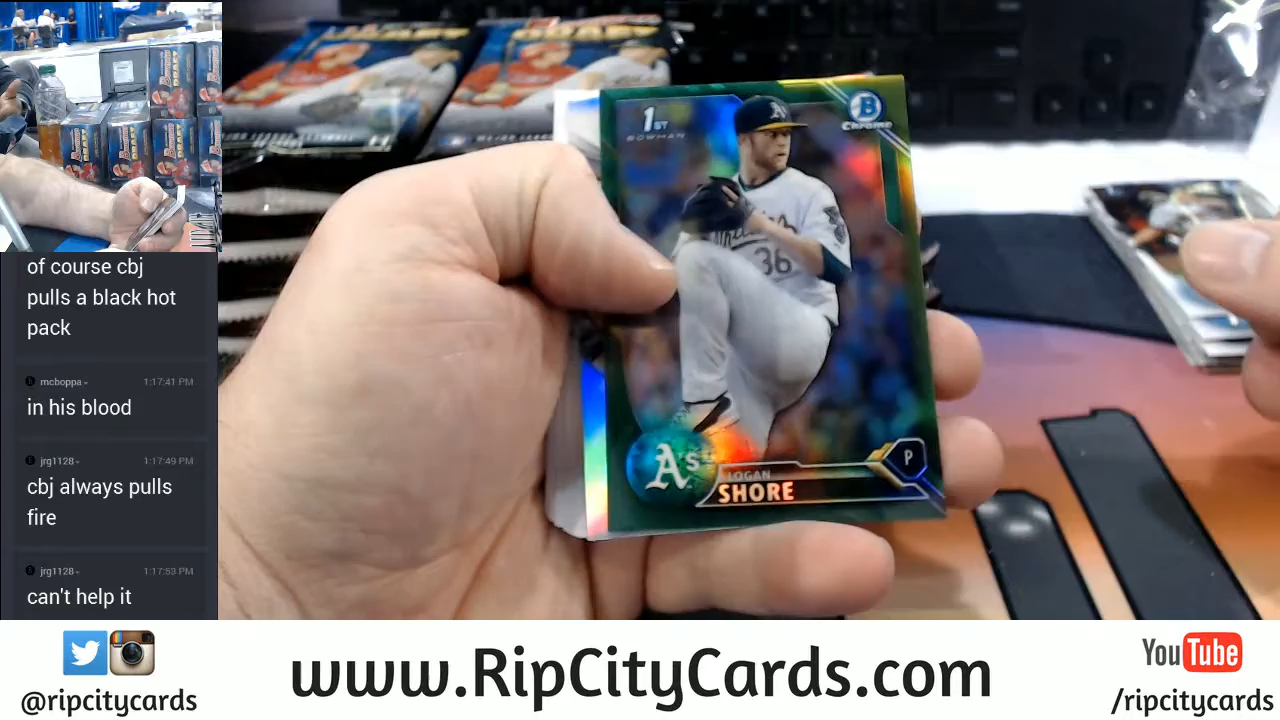 of course cbj
pulls a black hot
pack
mcboppa
1:17:41 PM
in his blood
jrg1128
1:17:49 PM
cbj always pulls
fire
jrg1128
1:17:53 PM
can't help it
1ST
BOWMAN
B
Chrome
A
36
A's
LOGAN
SHORE
P
@ripcitycards
www.RipCityCards.com
YouTube
/ripcitycards